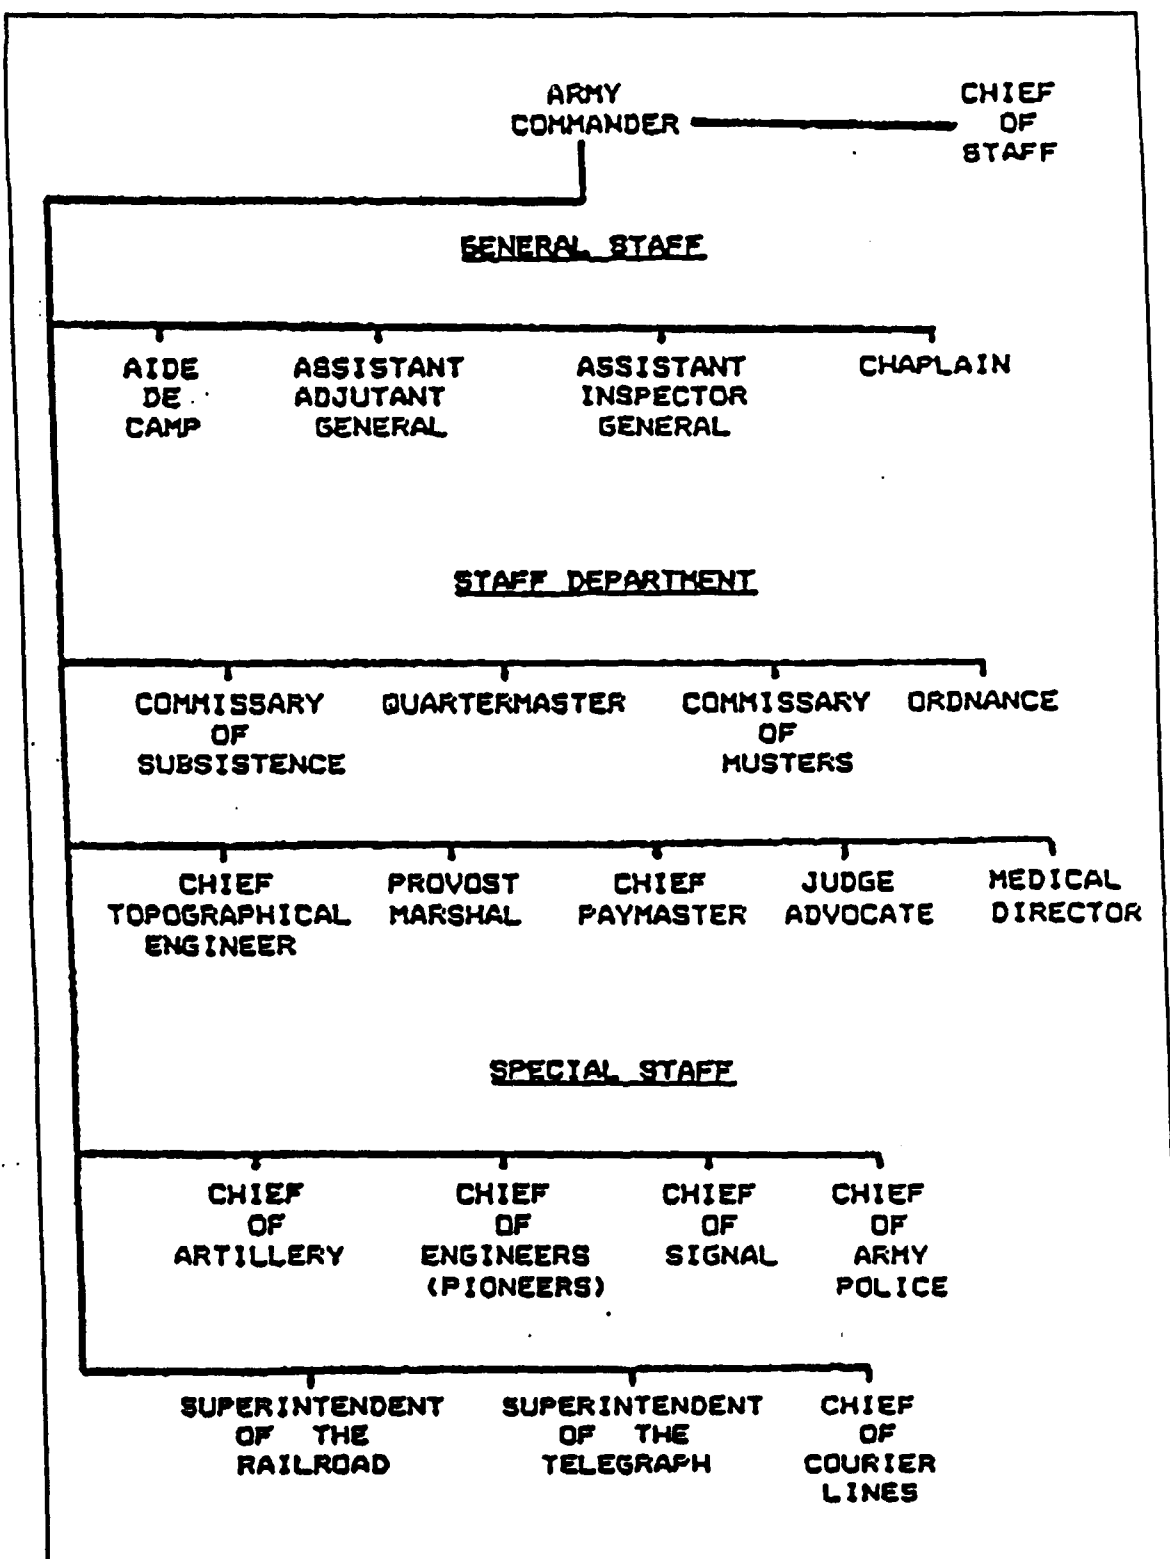 ARMY
COMMANDER
CHIEF
OF
STAFF
GENERAL STAFF
AIDE
DE
CAMP
ASSISTANT
ADJUTANT
GENERAL
ASSISTANT
INSPECTOR
GENERAL
CHAPLAIN
STAFF DEPARTMENT
COMMISSARY
OF
SUBSISTENCE
QUARTERMASTER
COMMISSARY
OF
MUSTERS
ORDNANCE
CHIEF
TOPOGRAPHICAL
ENGINEER
PROVOST
MARSHAL
CHIEF
PAYMASTER
JUDGE
ADVOCATE
MEDICAL
DIRECTOR
SPECIAL STAFF
CHIEF
OF
ARTILLERY
CHIEF
OF
ENGINEERS
(PIONEERS)
CHIEF
OF
SIGNAL
CHIEF
OF
ARMY
POLICE
SUPERINTENDENT
OF THE
RAILROAD
SUPERINTENDENT
OF THE
TELEGRAPH
CHIEF
OF
COURIER
LINES